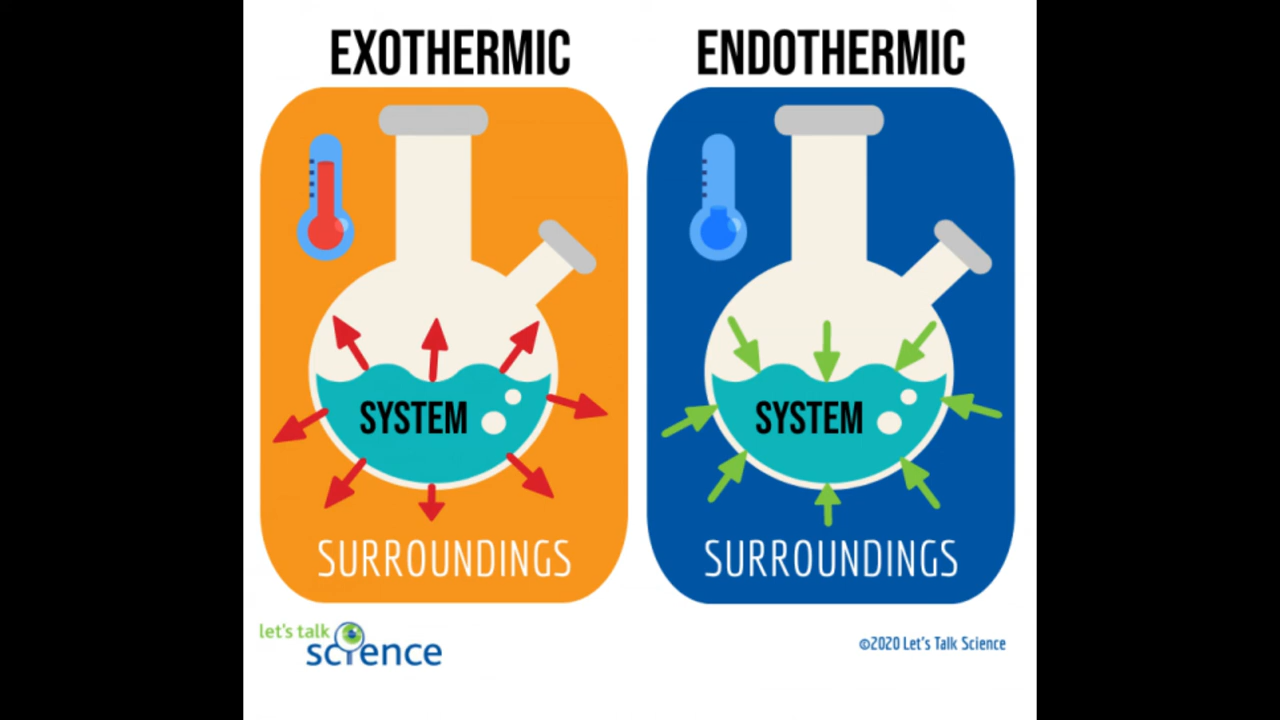 EXOTHERMIC
ENDOTHERMIC
SYSTEM
SYSTEM
SURROUNDINGS
SURROUNDINGS
let's talk
science
©2020 Let's Talk Science